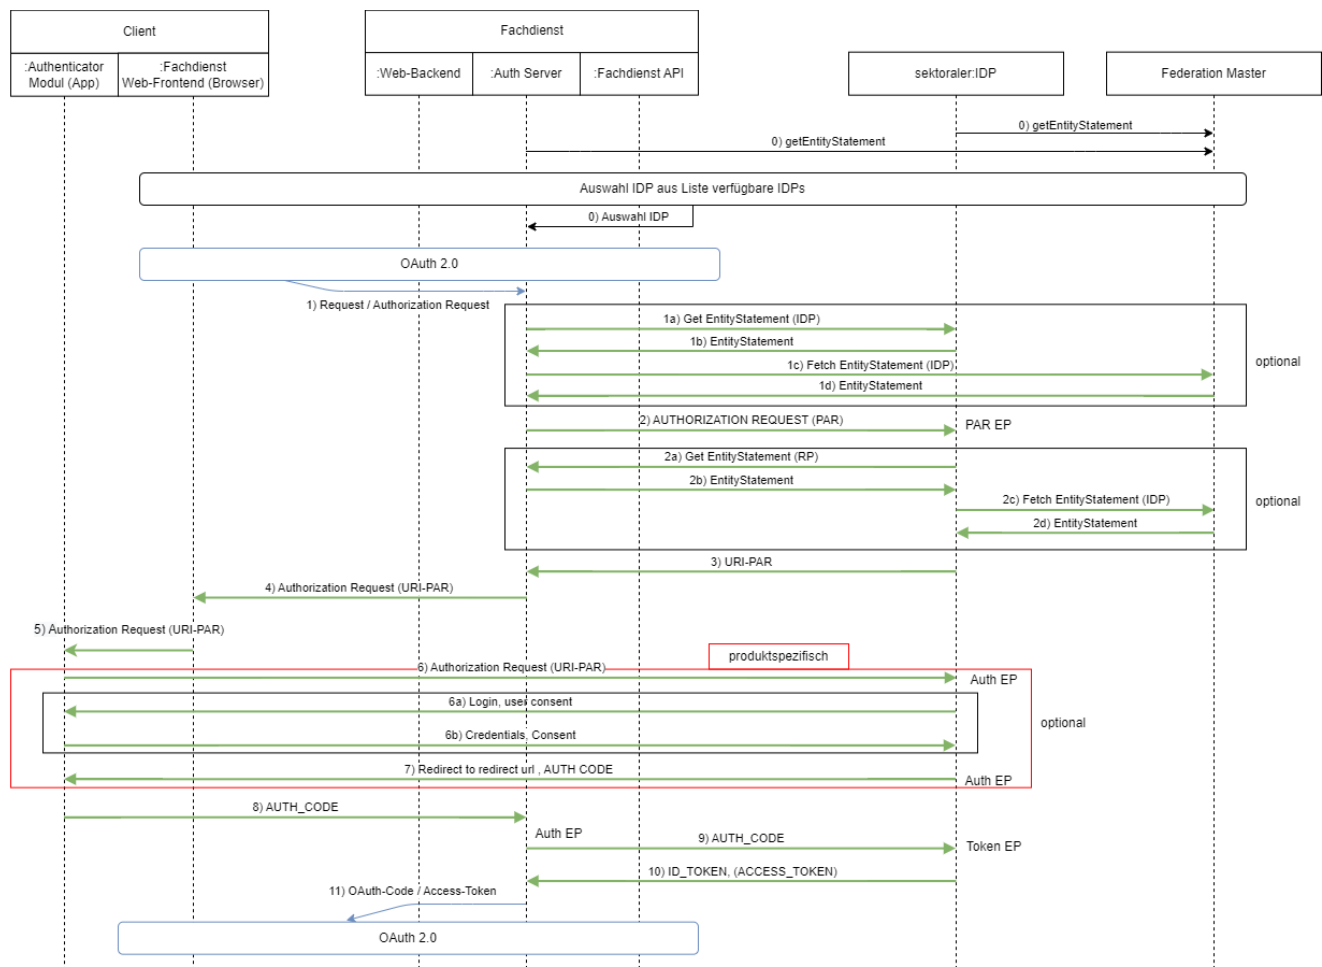 Client
Fachdienst
:Authenticator
Modul (App)
:Fachdienst
Web-Frontend (Browser)
:Web-Backend
:Auth Server
:Fachdienst API
sektoraler:IDP
Federation Master
0) getEntityStatement
0) getEntityStatement
Auswahl IDP aus Liste verfügbare IDPs
0) Auswahl IDP
OAuth 2.0
1) Request / Authorization Request
1a) Get EntityStatement (IDP)
1b) EntityStatement
1c) Fetch EntityStatement (IDP)
optional
1d) EntityStatement
2) AUTHORIZATION REQUEST (PAR)
PAR EP
2a) Get EntityStatement (RP)
2b) EntityStatement
2c) Fetch EntityStatement (IDP)
optional
2d) EntityStatement
3) URI-PAR
4) Authorization Request (URI-PAR)
5) Authorization Request (URI-PAR)
produktspezifisch
6) Authorization Request (URI-PAR)
Auth EP
6a) Login, user consent
optional
6b) Credentials, Consent
7) Redirect to redirect url , AUTH CODE
Auth EP
8) AUTH_CODE
Auth EP
9) AUTH_CODE
Token EP
10) ID_TOKEN, (ACCESS_TOKEN)
11) OAuth-Code / Access-Token
OAuth 2.0